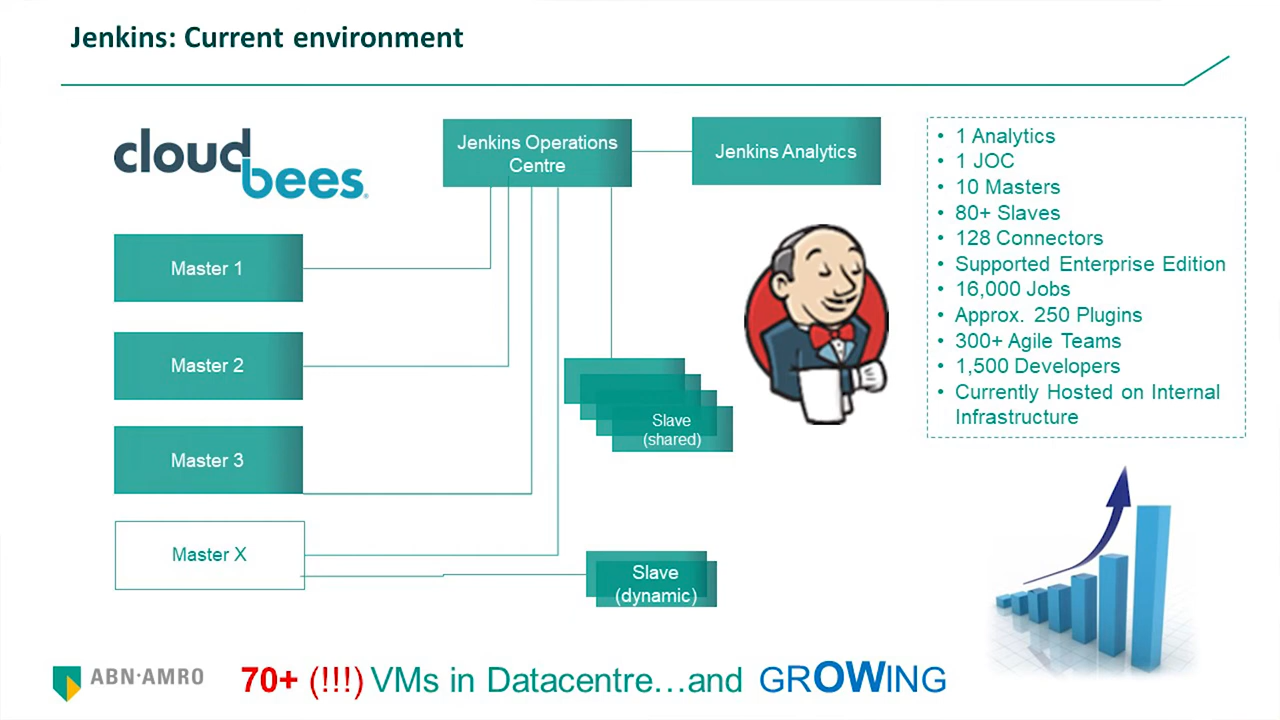 Jenkins: Current environment
cloud
bees®
Jenkins Operations
Centre
Jenkins Analytics
Master 1
Master 2
Master 3
Master X
Slave
(shared)
Slave
(dynamic)
• 1 Analytics
• 1 JOC
• 10 Masters
• 80+ Slaves
• 128 Connectors
• Supported Enterprise Edition
• 16,000 Jobs
• Approx. 250 Plugins
• 300+ Agile Teams
• 1,500 Developers
• Currently Hosted on Internal
Infrastructure
ABN·AMRO
70+ (!!!) VMs in Datacentre…and GROWING